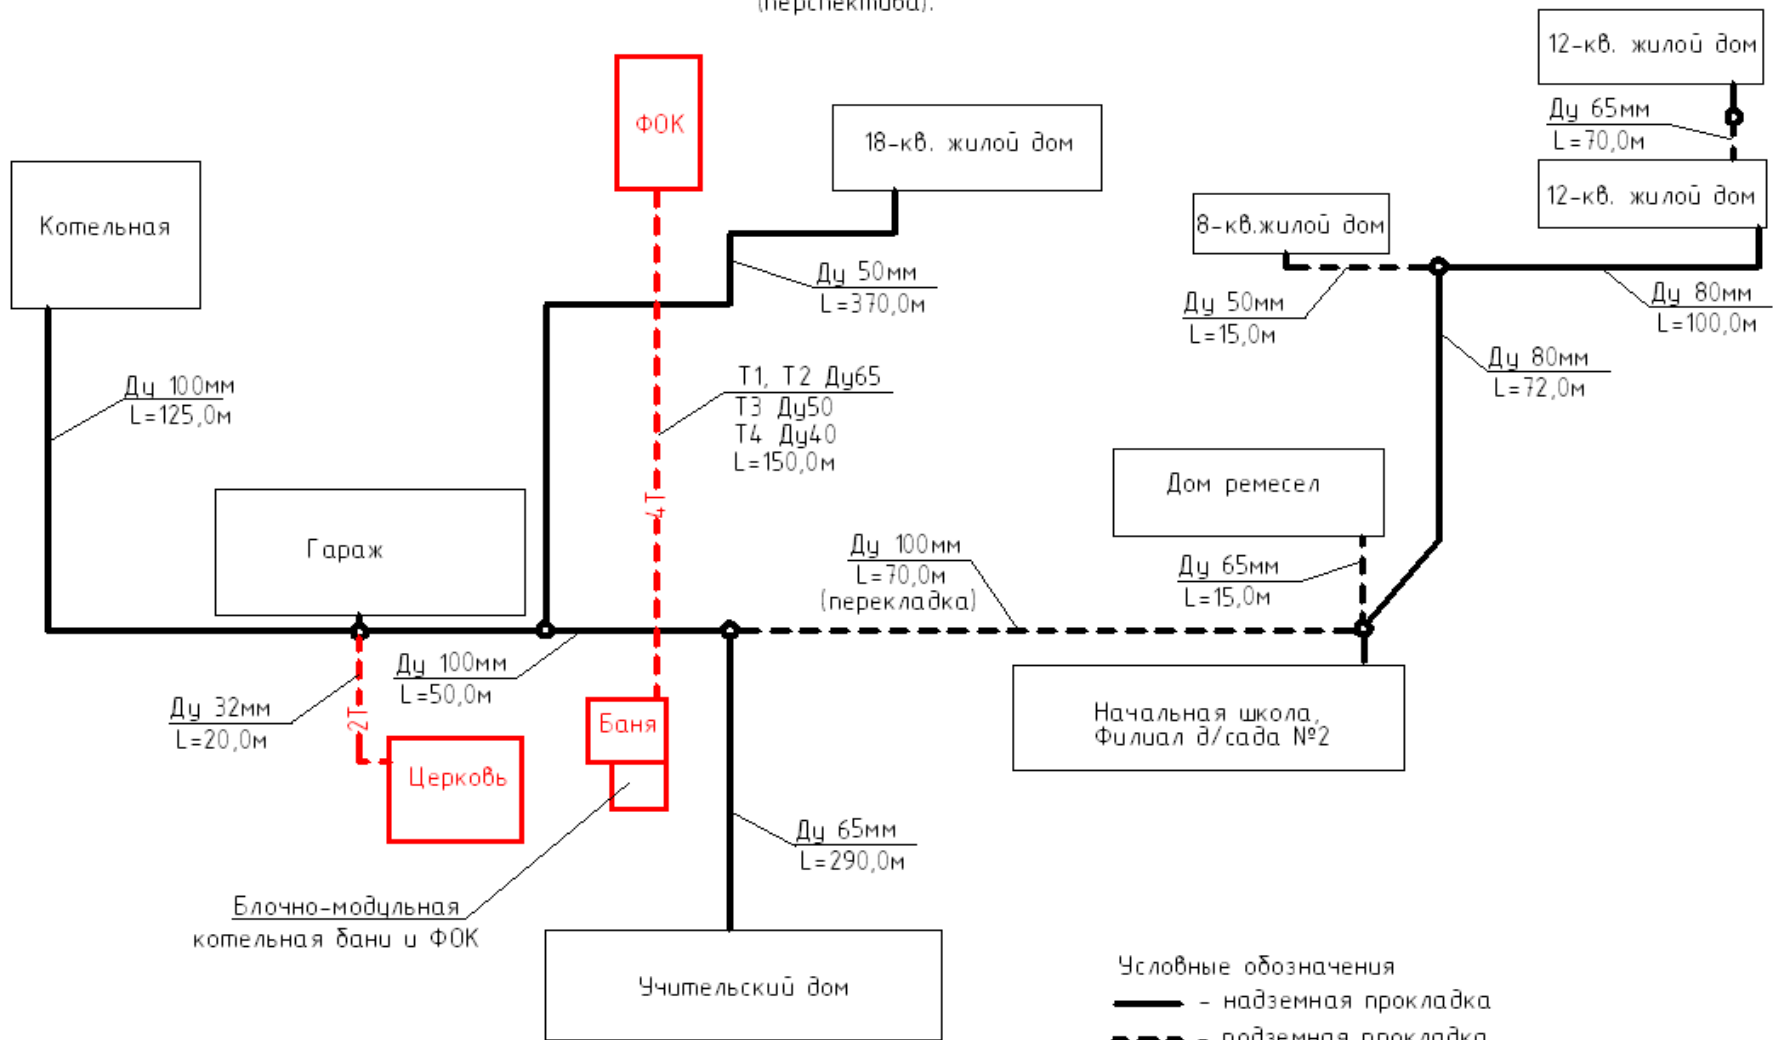 (перспектива).
12-кв. жилой дом
ФОК
Ду 65мм
L=70,0м
18-кв. жилой дом
Котельная
12-кв. жилой дом
8-кв.жилой дом
Ду 50мм
L=370,0м
Ду 50мм
L=15,0м
Ду 80мм
L=100,0м
Ду 80мм
L=72,0м
Ду 100мм
L=125,0м
Т1, Т2 Ду65
Т3 Ду50
Т4 Ду40
L=150,0м
4Т
Дом ремесел
Гараж
Ду 100мм
L=70,0м
(перекладка)
Ду 65мм
L=15,0м
Ду 100мм
L=50,0м
Ду 32мм
L=20,0м
2Т
Баня
Церковь
Начальная школа,
Филиал д/сада №2
Ду 65мм
L=290,0м
Блочно-модульная
котельная бани и ФОК
Учительский дом
Условные обозначения
- надземная прокладка
- подземная прокладка